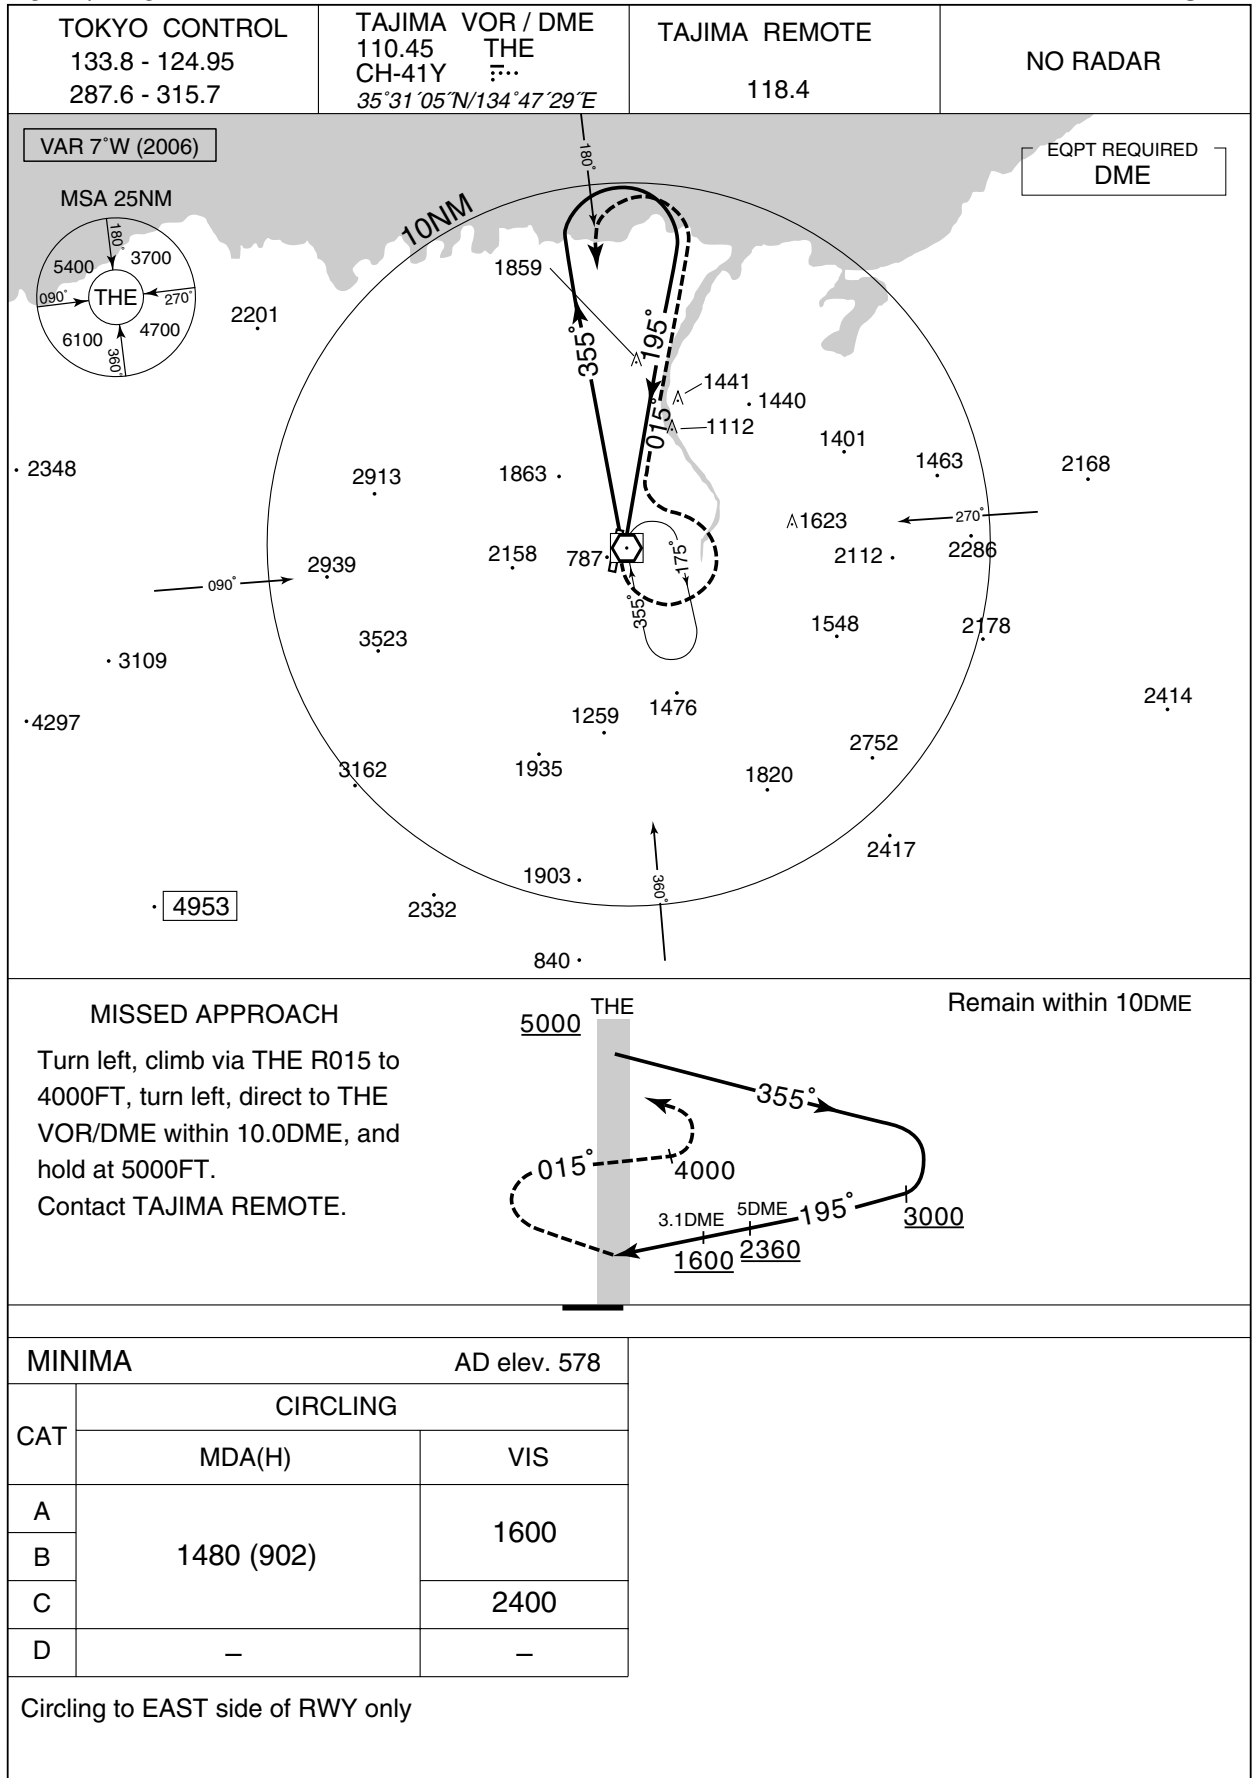 TOKYO CONTROL
133.8 - 124.95
287.6 - 315.7
TAJIMA VOR / DME
110.45 THE
CH-41Y
35°31´05˝N/134°47´29˝E
TAJIMA REMOTE
118.4
NO RADAR
VAR 7°W (2006)
EQPT REQUIRED
DME
MSA 25NM
180°
5400
3700
090°
THE
270°
6100
4700
360°
180°
10NM
1859
2201
355°
195°
1441
1440
015°
1112
1401
2348
2913
1863
1463
2168
1623
270°
2939
2158
787
175°
2112
2286
090°
355°
1548
2178
3523
3109
4297
1259
1476
2414
2752
3162
1935
1820
2417
1903
360°
4953
2332
840
MISSED APPROACH
Turn left, climb via THE R015 to
4000FT, turn left, direct to THE
VOR/DME within 10.0DME, and
hold at 5000FT.
Contact TAJIMA REMOTE.
THE
5000
Remain within 10DME
355°
015°
4000
3.1DME
5DME
195°
3000
1600
2360
MINIMA
AD elev. 578
CAT
CIRCLING
MDA(H)
VIS
A
B
C
1480 (902)
1600
2400
D
–
–
Circling to EAST side of RWY only